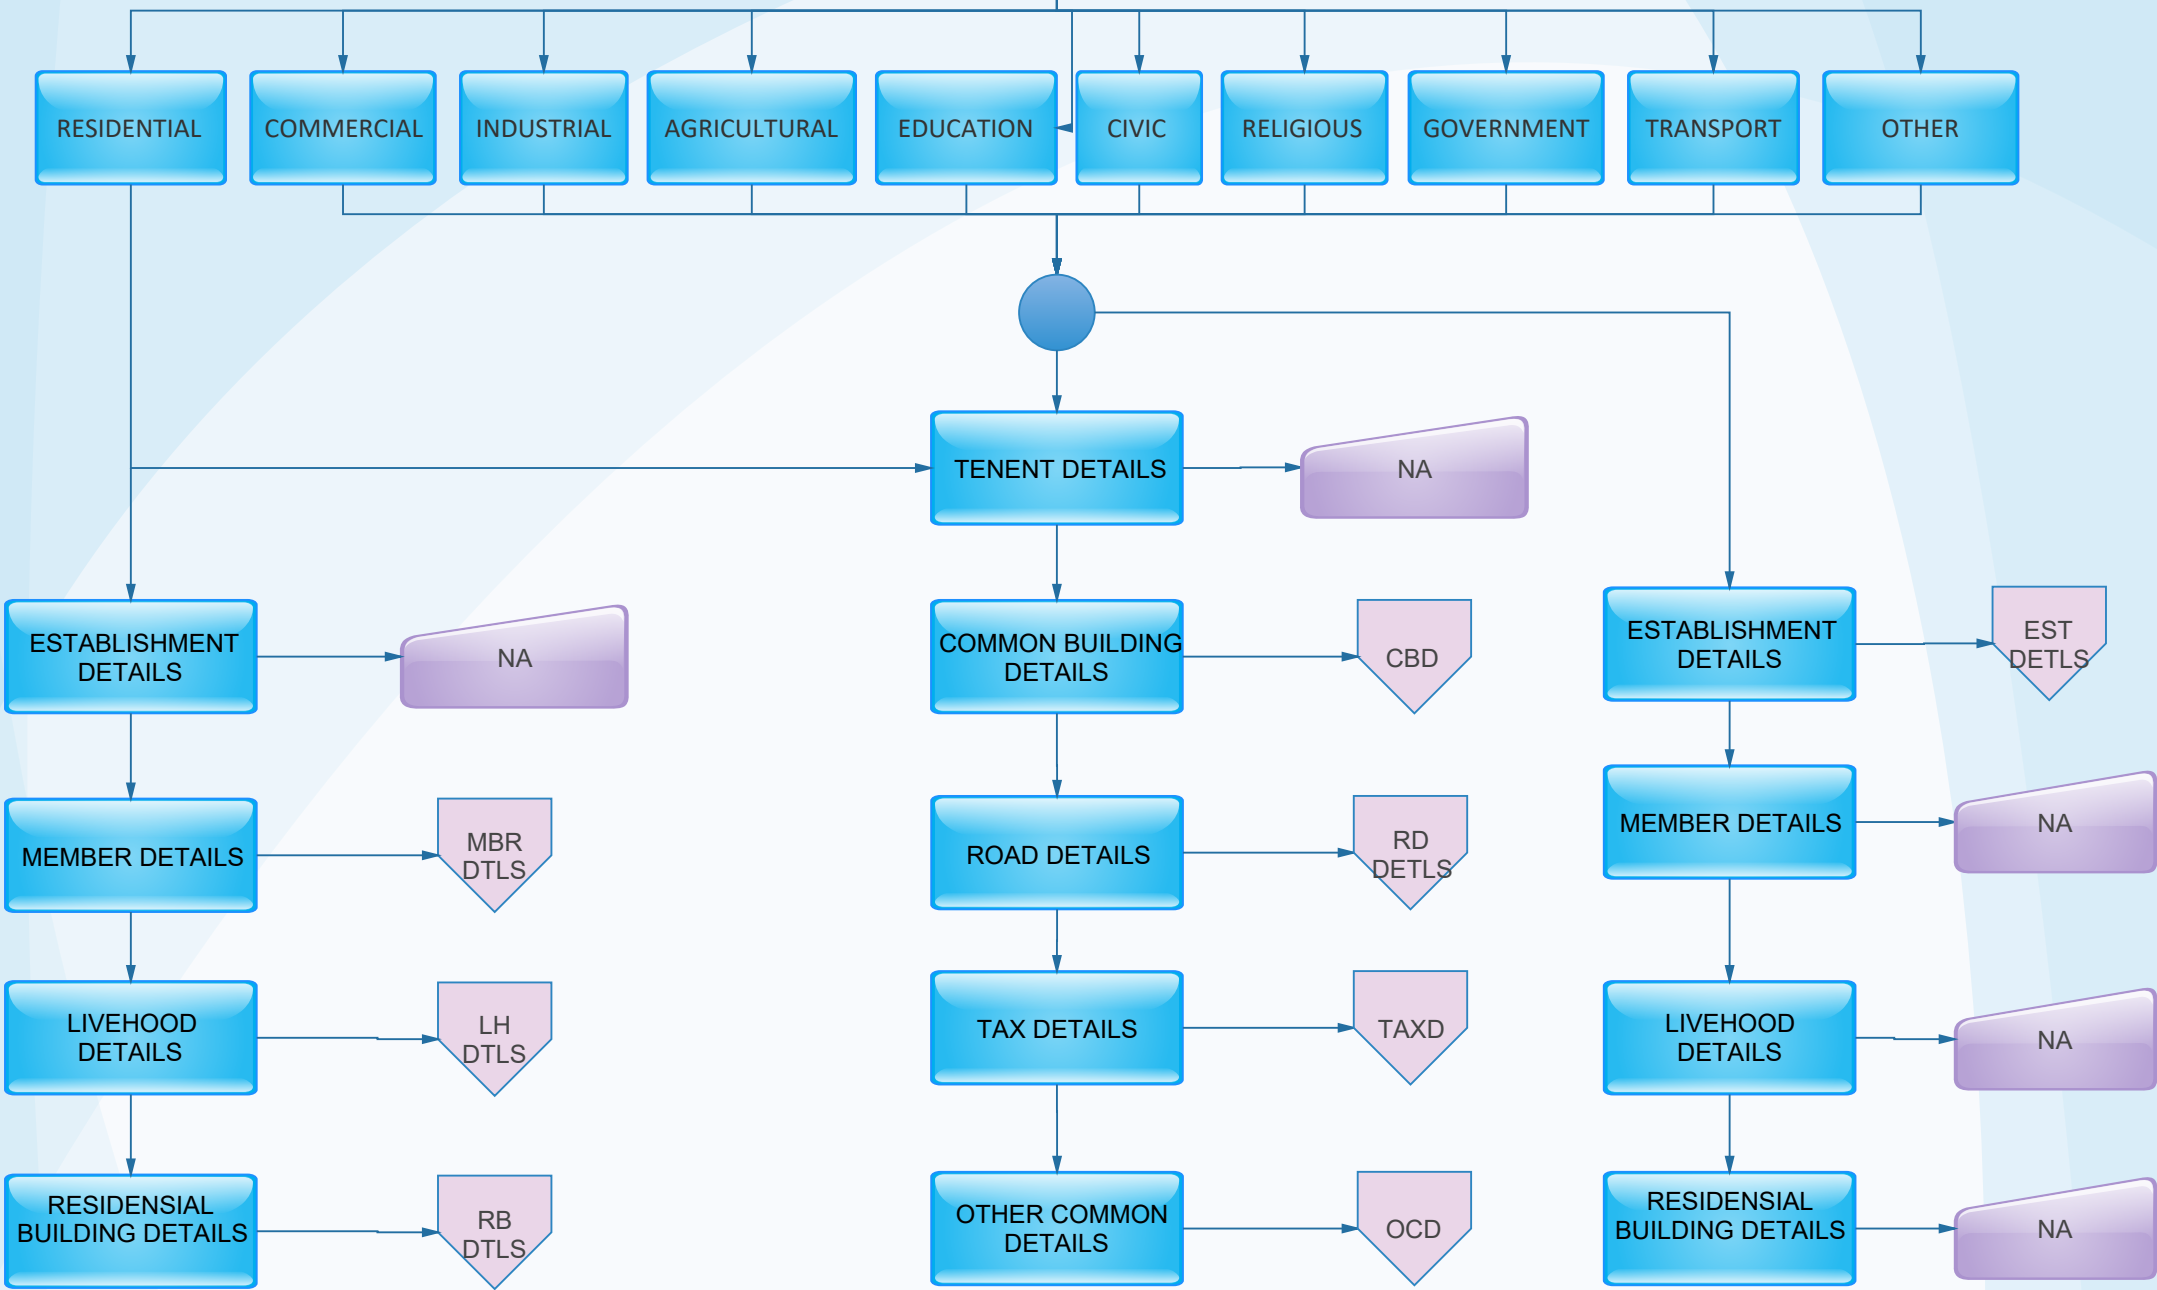 RESIDENTIAL
COMMERCIAL
INDUSTRIAL
AGRICULTURAL
EDUCATION
CIVIC
RELIGIOUS
GOVERNMENT
TRANSPORT
OTHER
TENENT DETAILS
NA
ESTABLISHMENT
DETAILS
NA
COMMON BUILDING
DETAILS
CBD
ESTABLISHMENT
DETAILS
EST
DETLS
MEMBER DETAILS
MBR
DTLS
ROAD DETAILS
RD
DETLS
MEMBER DETAILS
NA
LIVEHOOD
DETAILS
LH
DTLS
TAX DETAILS
TAXD
LIVEHOOD
DETAILS
NA
RESIDENSIAL
BUILDING DETAILS
RB
DTLS
OTHER COMMON
DETAILS
OCD
RESIDENSIAL
BUILDING DETAILS
NA